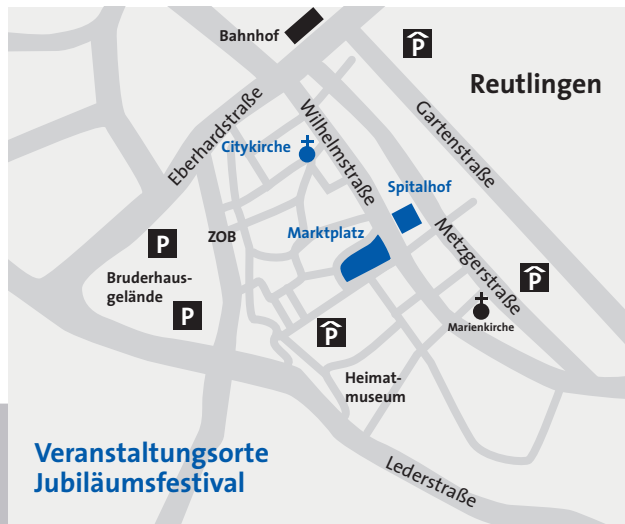 Bahnhof
P
Reutlingen
Eberhardstraße
Wilhelmstraße
Gartenstraße
Citykirche
Spitalhof
Marktplatz
ZOB
P
Metzgerstraße
Bruderhaus-
gelände
P
P
Marienkirche
P
Heimat-
museum
Veranstaltungsorte
Jubiläumsfestival
Lederstraße